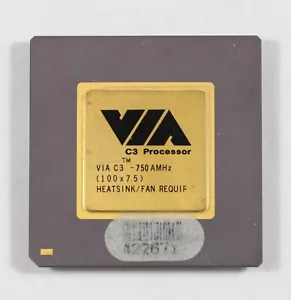 VIA
C3 Processor
TM
VIA C3 -750AMHz
(100x7.5)
HEATSINK/FAN REQUIR